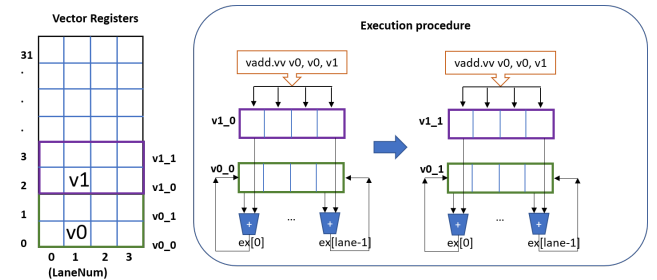 Vector Registers
31
.
.
.
3
2
1
0
v1
v0
v1_1
v1_0
v0_1
v0_0
0 1 2 3
(LaneNum)
Execution procedure
vadd.vv v0, v0, v1
v1_0
v0_0
+
...
+
ex[0]
ex[lane-1]
vadd.vv v0, v0, v1
v1_1
v0_1
+
...
+
ex[0]
ex[lane-1]